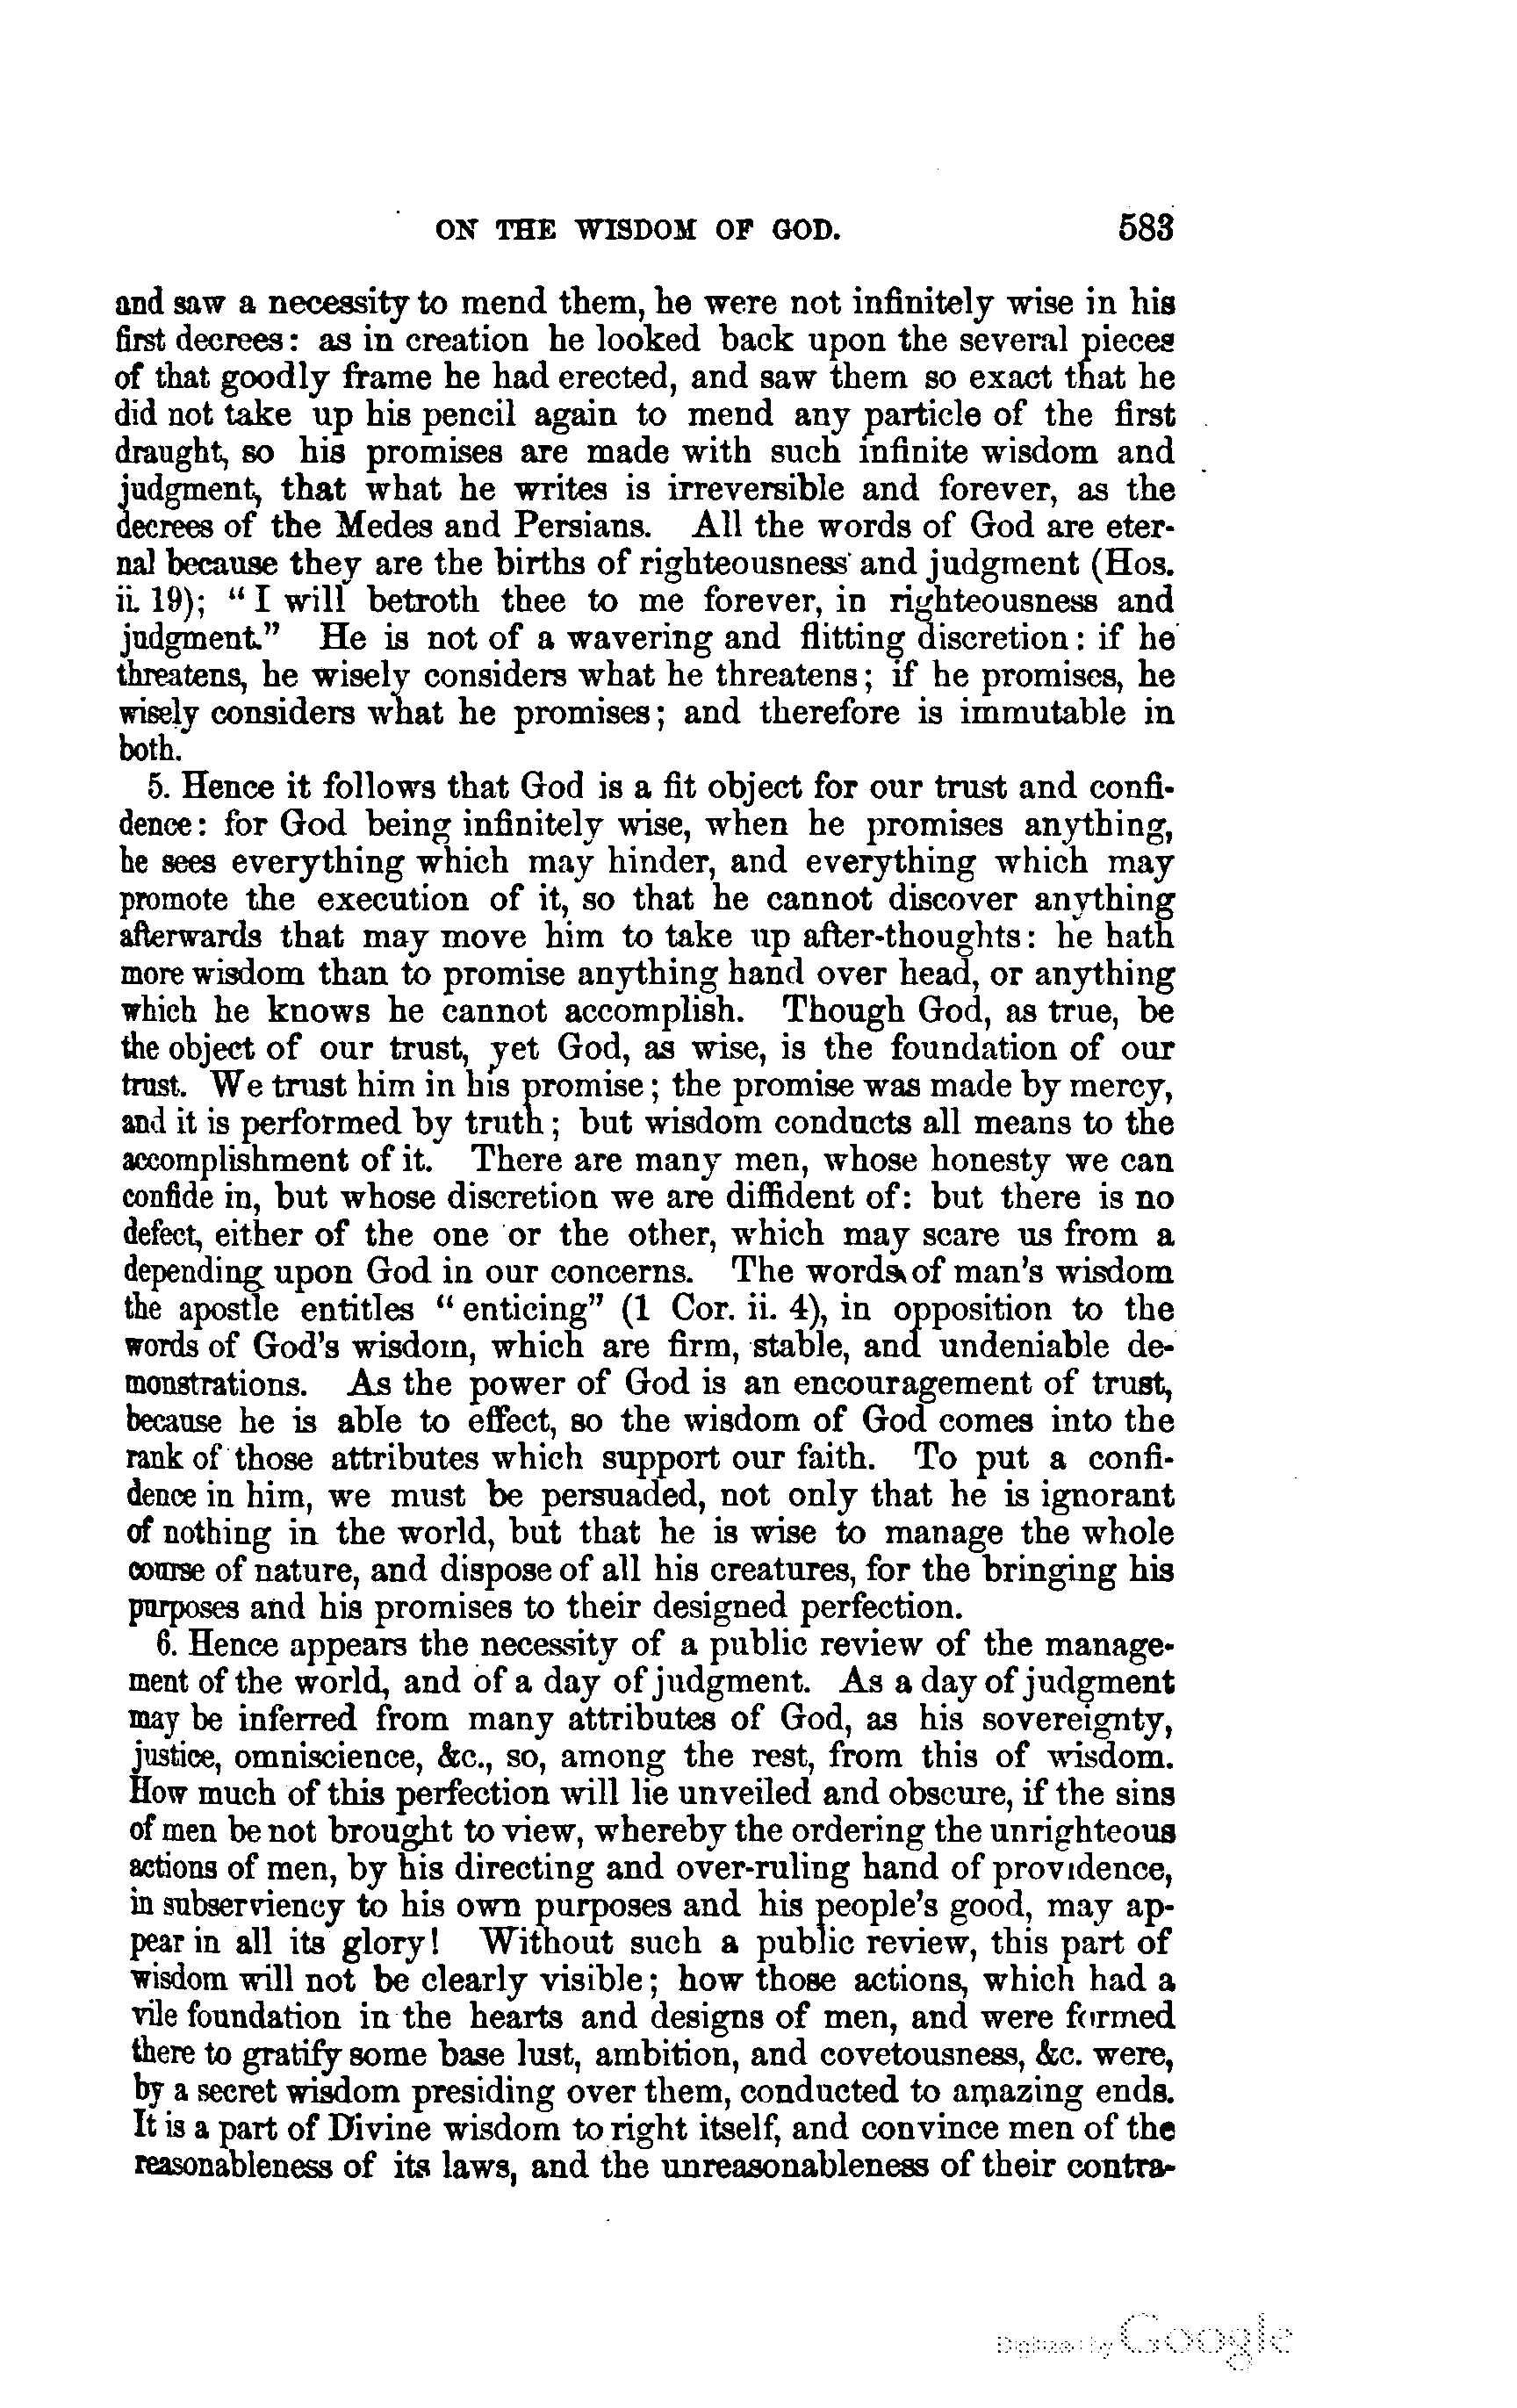 ON THE WISDOM OF GOD. 583
and saw a necessity to mend them, he were not infinitely wise in his
first decrees: as in creation he looked back upon the several pieces
of that goodly frame he had erected, and saw them so exact that he
did not take up his pencil again to mend any particle of the first
draught, so his promises are made with such infinite wisdom and
judgment, that what he writes is irreversible and forever, as the
decrees of the Medes and Persians. All the words of God are eter-
nal because they are the births of righteousness and judgment (Hos.
ii. 19); "I will betroth thee to me forever, in righteousness and
judgment." He is not of a wavering and flitting discretion: if he
threatens, he wisely considers what he threatens; if he promises, he
wisely considers what he promises; and therefore is immutable in
both.
5. Hence it follows that God is a fit object for our trust and confi-
dence: for God being infinitely wise, when he promises anything,
he sees everything which may hinder, and everything which may
promote the execution of it, so that he cannot discover anything
afterwards that may move him to take up after-thoughts: he hath
more wisdom than to promise anything hand over head, or anything
which he knows he cannot accomplish. Though God, as true, be
the object of our trust, yet God, as wise, is the foundation of our
trust. We trust him in his promise; the promise was made by mercy,
and it is performed by truth; but wisdom conducts all means to the
accomplishment of it. There are many men, whose honesty we can
confide in, but whose discretion we are diffident of: but there is no
defect, either of the one or the other, which may scare us from a
depending upon God in our concerns. The words of man's wisdom
the apostle entitles "enticing" (1 Cor. ii. 4), in opposition to the
words of God's wisdom, which are firm, stable, and undeniable de-
monstrations. As the power of God is an encouragement of trust,
because he is able to effect, so the wisdom of God comes into the
rank of those attributes which support our faith. To put a confi-
dence in him, we must be persuaded, not only that he is ignorant
of nothing in the world, but that he is wise to manage the whole
course of nature, and dispose of all his creatures, for the bringing his
purposes and his promises to their designed perfection.
6. Hence appears the necessity of a public review of the manage-
ment of the world, and of a day of judgment. As a day of judgment
may be inferred from many attributes of God, as his sovereignty,
justice, omniscience, &c., so, among the rest, from this of wisdom.
How much of this perfection will lie unveiled and obscure, if the sins
of men be not brought to view, whereby the ordering the unrighteous
actions of men, by his directing and over-ruling hand of providence,
in subserviency to his own purposes and his people's good, may ap-
pear in all its glory! Without such a public review, this part of
wisdom will not be clearly visible; how those actions, which had a
vile foundation in the hearts and designs of men, and were formed
there to gratify some base lust, ambition, and covetousness, &c. were,
by a secret wisdom presiding over them, conducted to amazing ends.
It is a part of Divine wisdom to right itself, and convince men of the
reasonableness of its laws, and the unreasonableness of their contra-
Digitized by Google